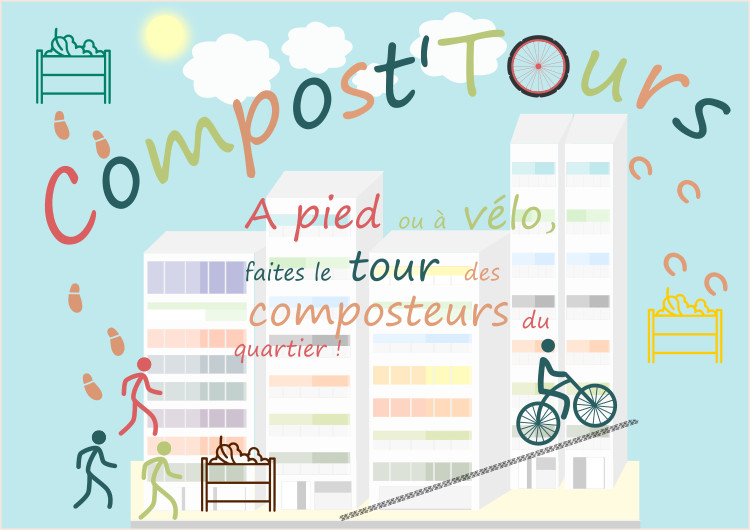 Compost'Tours
A pied ou à vélo,
faites le tour des
composteurs du
quartier !